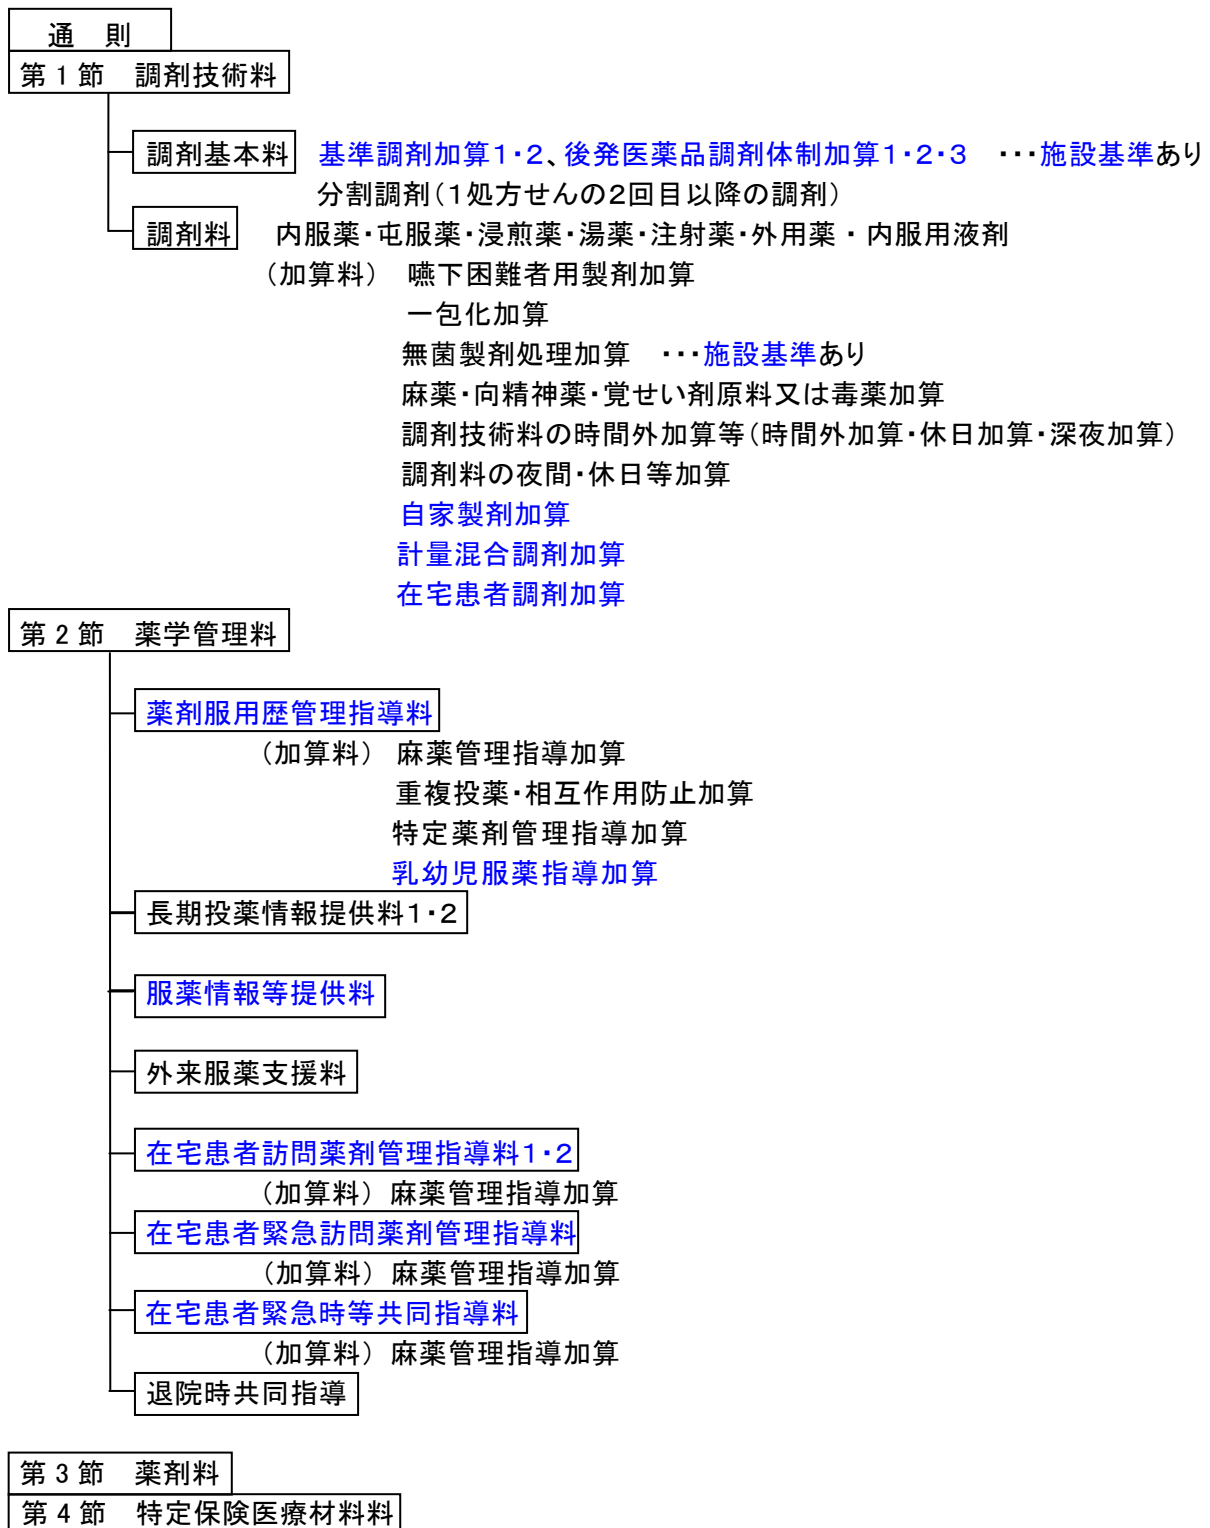 通　則
第1節　調剤技術料
調剤基本料　基準調剤加算1・2、後発医薬品調剤体制加算1・2・3　・・・施設基準あり
分割調剤（1処方せんの2回目以降の調剤）
調剤料　内服薬・屯服薬・浸煎薬・湯薬・注射薬・外用薬・内服用液剤
（加算料）　嚥下困難者用製剤加算
一包化加算
無菌製剤処理加算　・・・施設基準あり
麻薬・向精神薬・覚せい剤原料又は毒薬加算
調剤技術料の時間外加算等（時間外加算・休日加算・深夜加算）
調剤料の夜間・休日等加算
自家製剤加算
計量混合調剤加算
在宅患者調剤加算
第2節　薬学管理料
薬剤服用歴管理指導料
（加算料）　麻薬管理指導加算
重複投薬・相互作用防止加算
特定薬剤管理指導加算
乳幼児服薬指導加算
長期投薬情報提供料1・2
服薬情報等提供料
外来服薬支援料
在宅患者訪問薬剤管理指導料1・2
（加算料）麻薬管理指導加算
在宅患者緊急訪問薬剤管理指導料
（加算料）麻薬管理指導加算
在宅患者緊急時等共同指導料
（加算料）麻薬管理指導加算
退院時共同指導
第3節　薬剤料
第4節　特定保険医療材料料